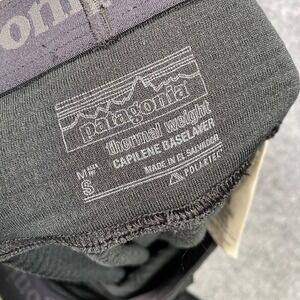 patagonia
thermal weight
CAPILENE BASELAYER
MADE IN EL SALVADOR
S
POLARTEC